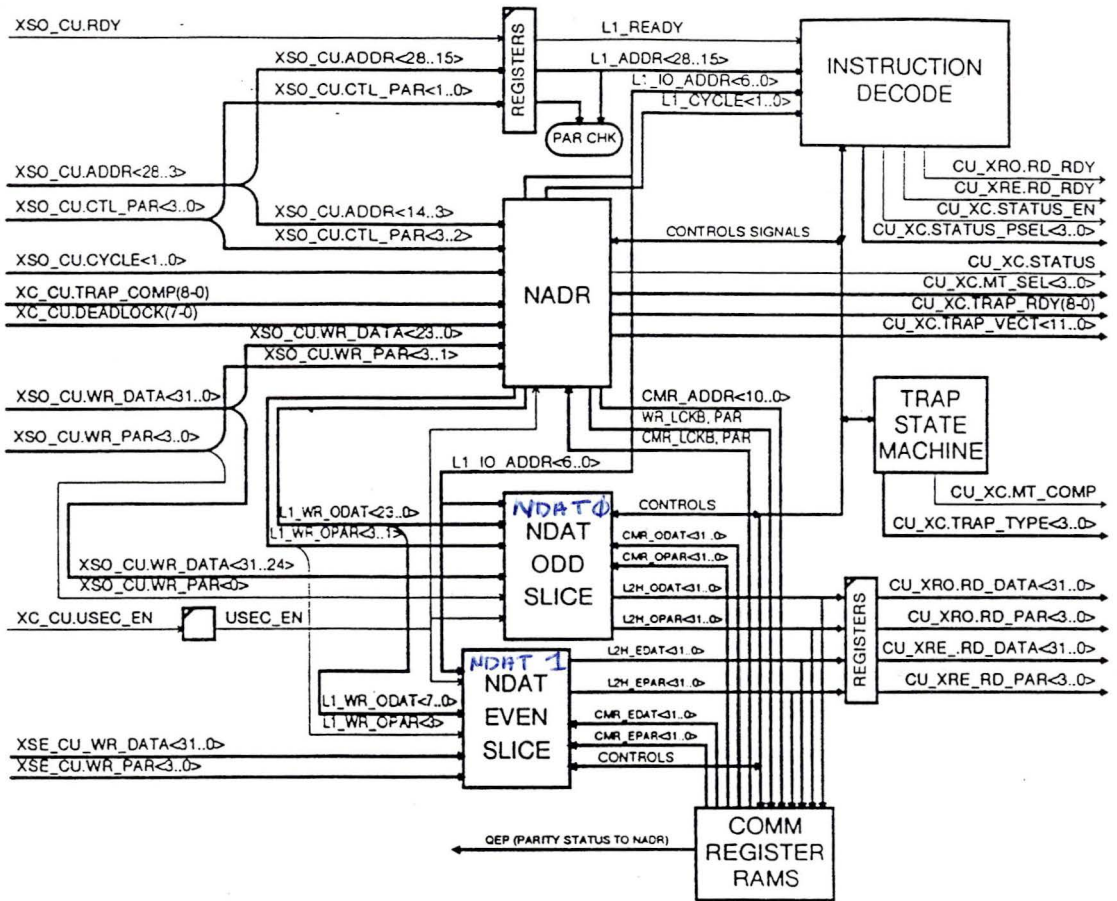 XSO_CU.RDY
XSO_CU.ADDR<28..15>
XSO_CU.CTL_PAR<1..0>
REGISTERS
L1_READY
L1_ADDR<28..15>
L1_IO_ADDR<6..0>
L1_CYCLE<1..0>
PAR CHK
INSTRUCTION
DECODE
CU_XRO.RD_RDY
CU_XRE.RD_RDY
CU_XC.STATUS_EN
CU_XC.STATUS_PSEL<3..0>
XSO_CU.ADDR<28..3>
XSO_CU.CTL_PAR<3..0>
XSO_CU.ADDR<14..3>
XSO_CU.CTL_PAR<3..2>
XSO_CU.CYCLE<1..0>
XC_CU.TRAP_COMP(8-0)
XC_CU.DEADLOCK(7-0)
XSO_CU.WR_DATA<23..0>
XSO_CU.WR_PAR<3..1>
NADR
CONTROLS SIGNALS
CU_XC.STATUS
CU_XC.MT_SEL<3..0>
CU_XC.TRAP_RDY(8-0)
CU_XC.TRAP_VECT<11..0>
XSO_CU.WR_DATA<31..0>
XSO_CU.WR_PAR<3..0>
CMR_ADDR<10..0>
WR_LCKB, PAR
CMR_LCKB, PAR
L1_IO_ADDR<6..0>
TRAP
STATE
MACHINE
CU_XC.MT_COMP
CU_XC.TRAP_TYPE<3..0>
L1_WR_ODAT<23..0>
L1_WR_OPAR<3..1>
XSO_CU.WR_DATA<31..24>
XSO_CU.WR_PAR<0>
NDATϕ
NDAT
ODD
SLICE
CONTROLS
CMR_ODAT<31..0>
CMR_OPAR<31..0>
L2H_ODAT<31..0>
L2H_OPAR<31..0>
REGISTERS
CU_XRO.RD_DATA<31..0>
CU_XRO.RD_PAR<3..0>
CU_XRE_.RD_DATA<31..0>
CU_XRE_RD_PAR<3..0>
XC_CU.USEC_EN
USEC_EN
NDAT 1
NDAT
EVEN
SLICE
L2H_EDAT<31..0>
L2H_EPAR<31..0>
CMR_EDAT<31..0>
CMR_EPAR<31..0>
CONTROLS
L1_WR_ODAT<7..0>
L1_WR_OPAR<3>
XSE_CU_WR_DATA<31..0>
XSE_CU.WR_PAR<3..0>
QEP (PARITY STATUS TO NADR)
COMM
REGISTER
RAMS